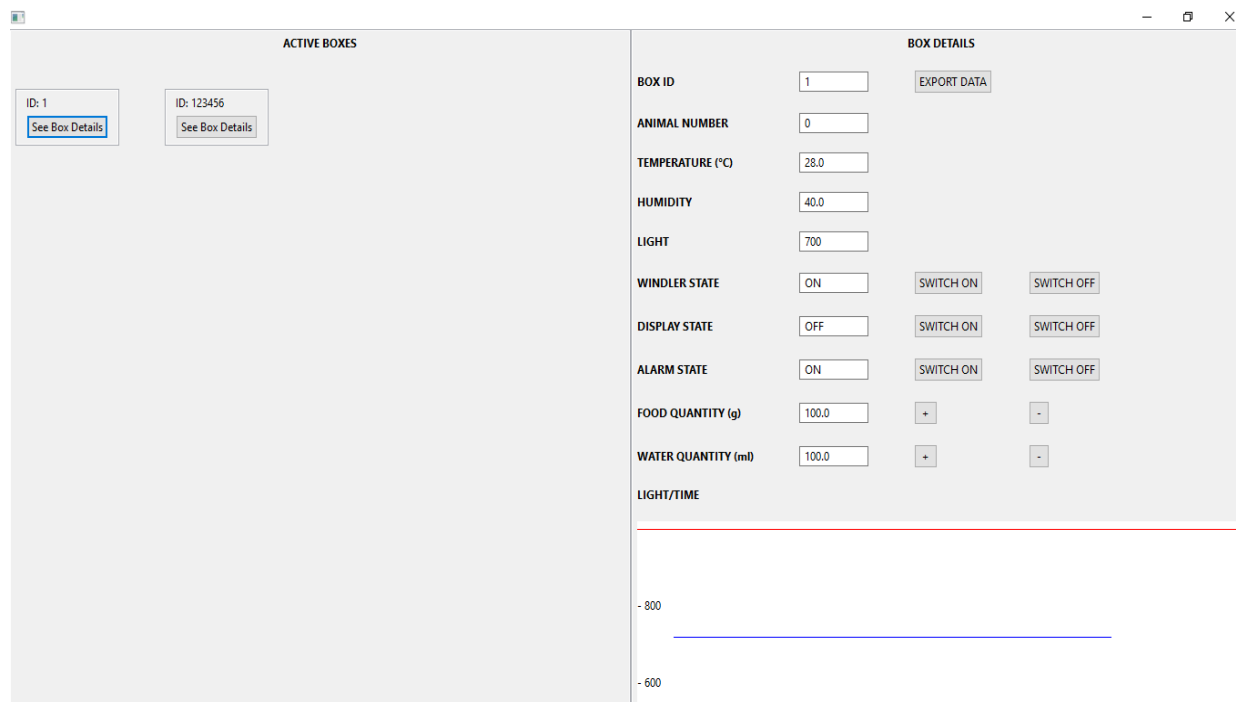 ACTIVE BOXES
ID: 1
See Box Details
ID: 123456
See Box Details
BOX DETAILS
BOX ID 1 EXPORT DATA
ANIMAL NUMBER 0
TEMPERATURE (°C) 28.0
HUMIDITY 40.0
LIGHT 700
WINDLER STATE ON SWITCH ON SWITCH OFF
DISPLAY STATE OFF SWITCH ON SWITCH OFF
ALARM STATE ON SWITCH ON SWITCH OFF
FOOD QUANTITY (g) 100.0 + -
WATER QUANTITY (ml) 100.0 + -
LIGHT/TIME
- 800
- 600